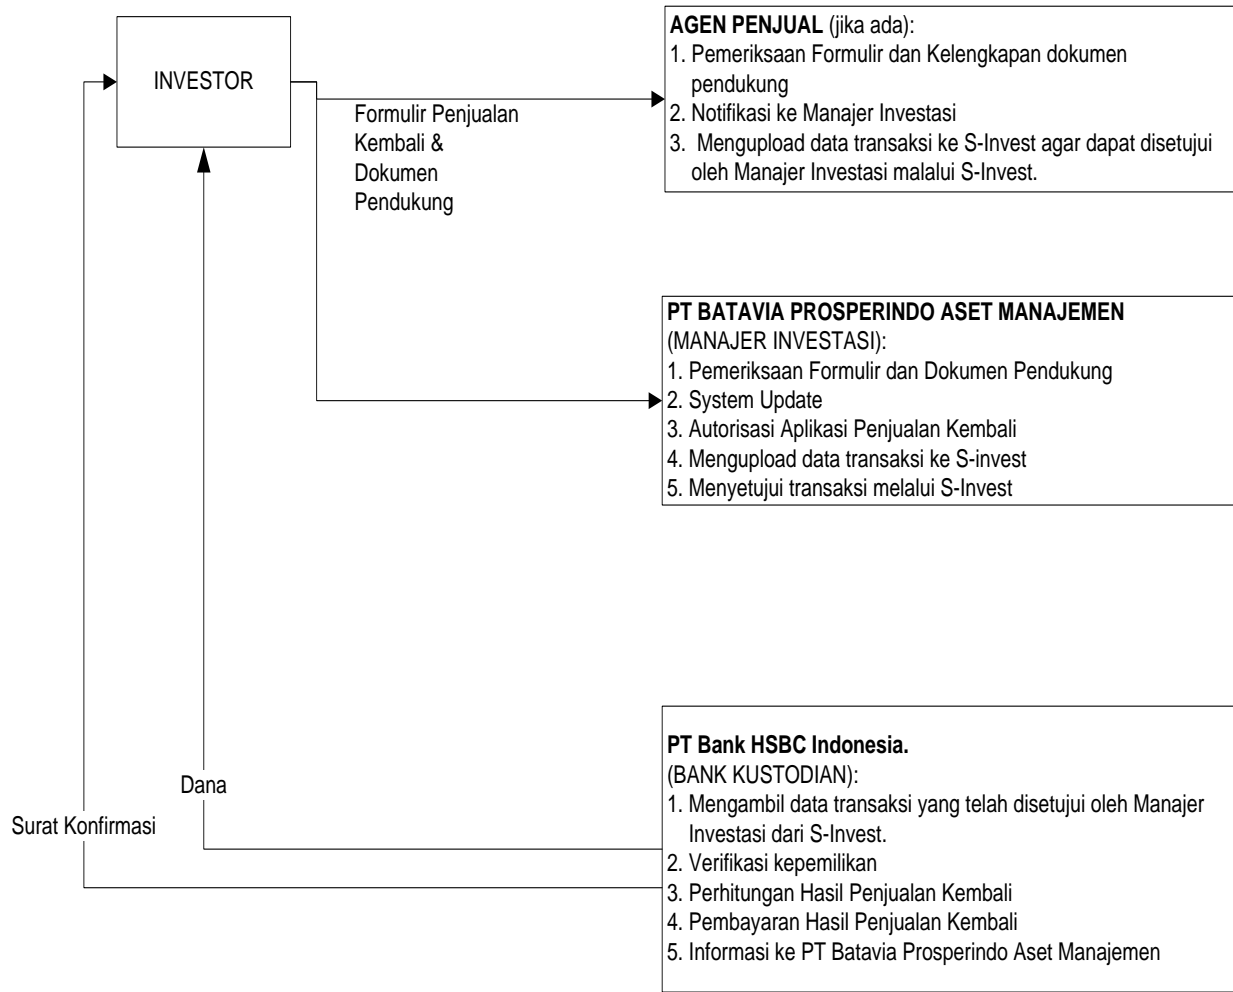 INVESTOR
Formulir Penjualan
Kembali &
Dokumen
Pendukung
AGEN PENJUAL (jika ada):
1. Pemeriksaan Formulir dan Kelengkapan dokumen
pendukung
2. Notifikasi ke Manajer Investasi
3. Mengupload data transaksi ke S-Invest agar dapat disetujui
oleh Manajer Investasi malalui S-Invest.
PT BATAVIA PROSPERINDO ASET MANAJEMEN
(MANAJER INVESTASI):
1. Pemeriksaan Formulir dan Dokumen Pendukung
2. System Update
3. Autorisasi Aplikasi Penjualan Kembali
4. Mengupload data transaksi ke S-invest
5. Menyetujui transaksi melalui S-Invest
Dana
Surat Konfirmasi
PT Bank HSBC Indonesia.
(BANK KUSTODIAN):
1. Mengambil data transaksi yang telah disetujui oleh Manajer
Investasi dari S-Invest.
2. Verifikasi kepemilikan
3. Perhitungan Hasil Penjualan Kembali
4. Pembayaran Hasil Penjualan Kembali
5. Informasi ke PT Batavia Prosperindo Aset Manajemen